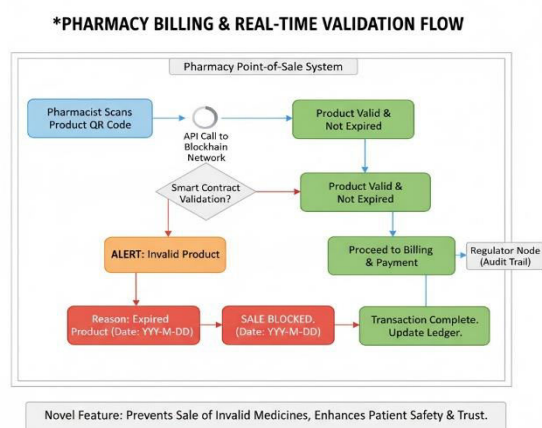 *PHARMACY BILLING & REAL-TIME VALIDATION FLOW
Pharmacy Point-of-Sale System
Pharmacist Scans
Product QR Code
API Call to
Blockhain
Network
Product Valid &
Not Expired
Smart Contract
Validation?
Product Valid &
Not Expired
ALERT: Invalid Product
Proceed to Billing
& Payment
Regulator Node
(Audit Trail)
Reason: Expired
Product (Date: YYY-M-DD)
SALE BLOCKED.
(Date: YYY-M-DD)
Transaction Complete.
Update Ledger.
Novel Feature: Prevents Sale of Invalid Medicines, Enhances Patient Safety & Trust.